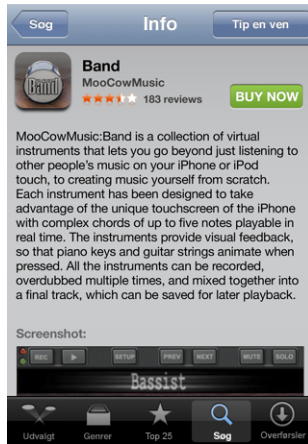 Søg
Info
Tip en ven
Band
Band
MooCowMusic
183 reviews
BUY NOW
MooCowMusic:Band is a collection of virtual
instruments that lets you go beyond just listening to
other people's music on your iPhone or iPod
touch, to creating music yourself from scratch.
Each instrument has been designed to take
advantage of the unique touchscreen of the iPhone
with complex chords of up to five notes playable in
real time. The instruments provide visual feedback,
so that piano keys and guitar strings animate when
pressed. All the instruments can be recorded,
overdubbed multiple times, and mixed together into
a final track, which can be saved for later playback.
Screenshot:
REC SETUP PREV NEXT MUTE SOLO
Bassist
Udvalgt Genrer Top 25 Søg Overførsler